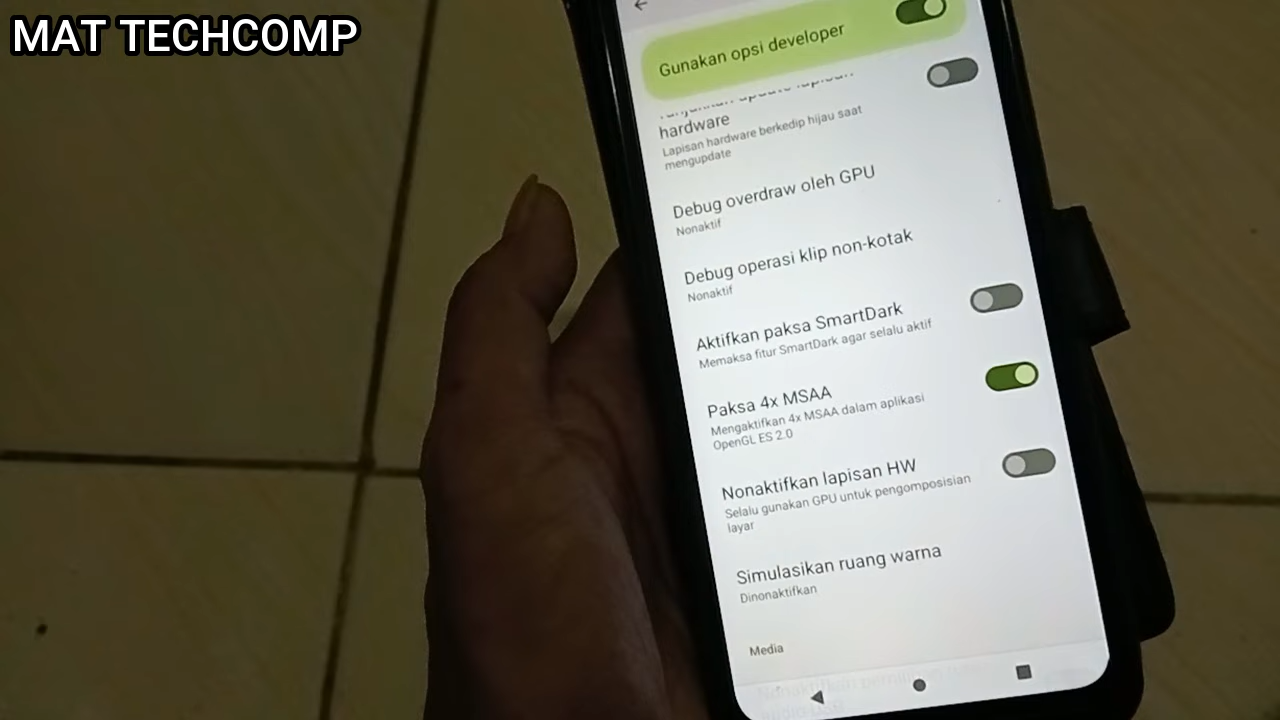 MAT TECHCOMP
Gunakan opsi developer
hardware
Lapisan hardware berkedip hijau saat
mengupdate
Debug overdraw oleh GPU
Nonaktif
Debug operasi klip non-kotak
Nonaktif
Aktifkan paksa SmartDark
Memaksa fitur SmartDark agar selalu aktif
Paksa 4x MSAA
Mengaktifkan 4x MSAA dalam aplikasi
OpenGL ES 2.0
Nonaktifkan lapisan HW
Selalu gunakan GPU untuk pengomposisian
layar
Simulasikan ruang warna
Dinonaktifkan
Media